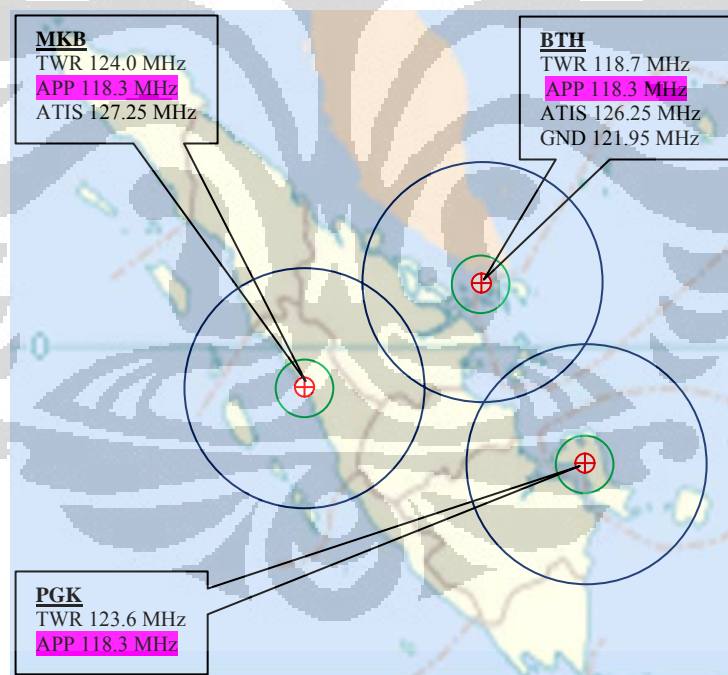 MKB
TWR 124.0 MHz
APP 118.3 MHz
ATIS 127.25 MHz
BTH
TWR 118.7 MHz
APP 118.3 MHz
ATIS 126.25 MHz
GND 121.95 MHz
0
PGK
TWR 123.6 MHz
APP 118.3 MHz